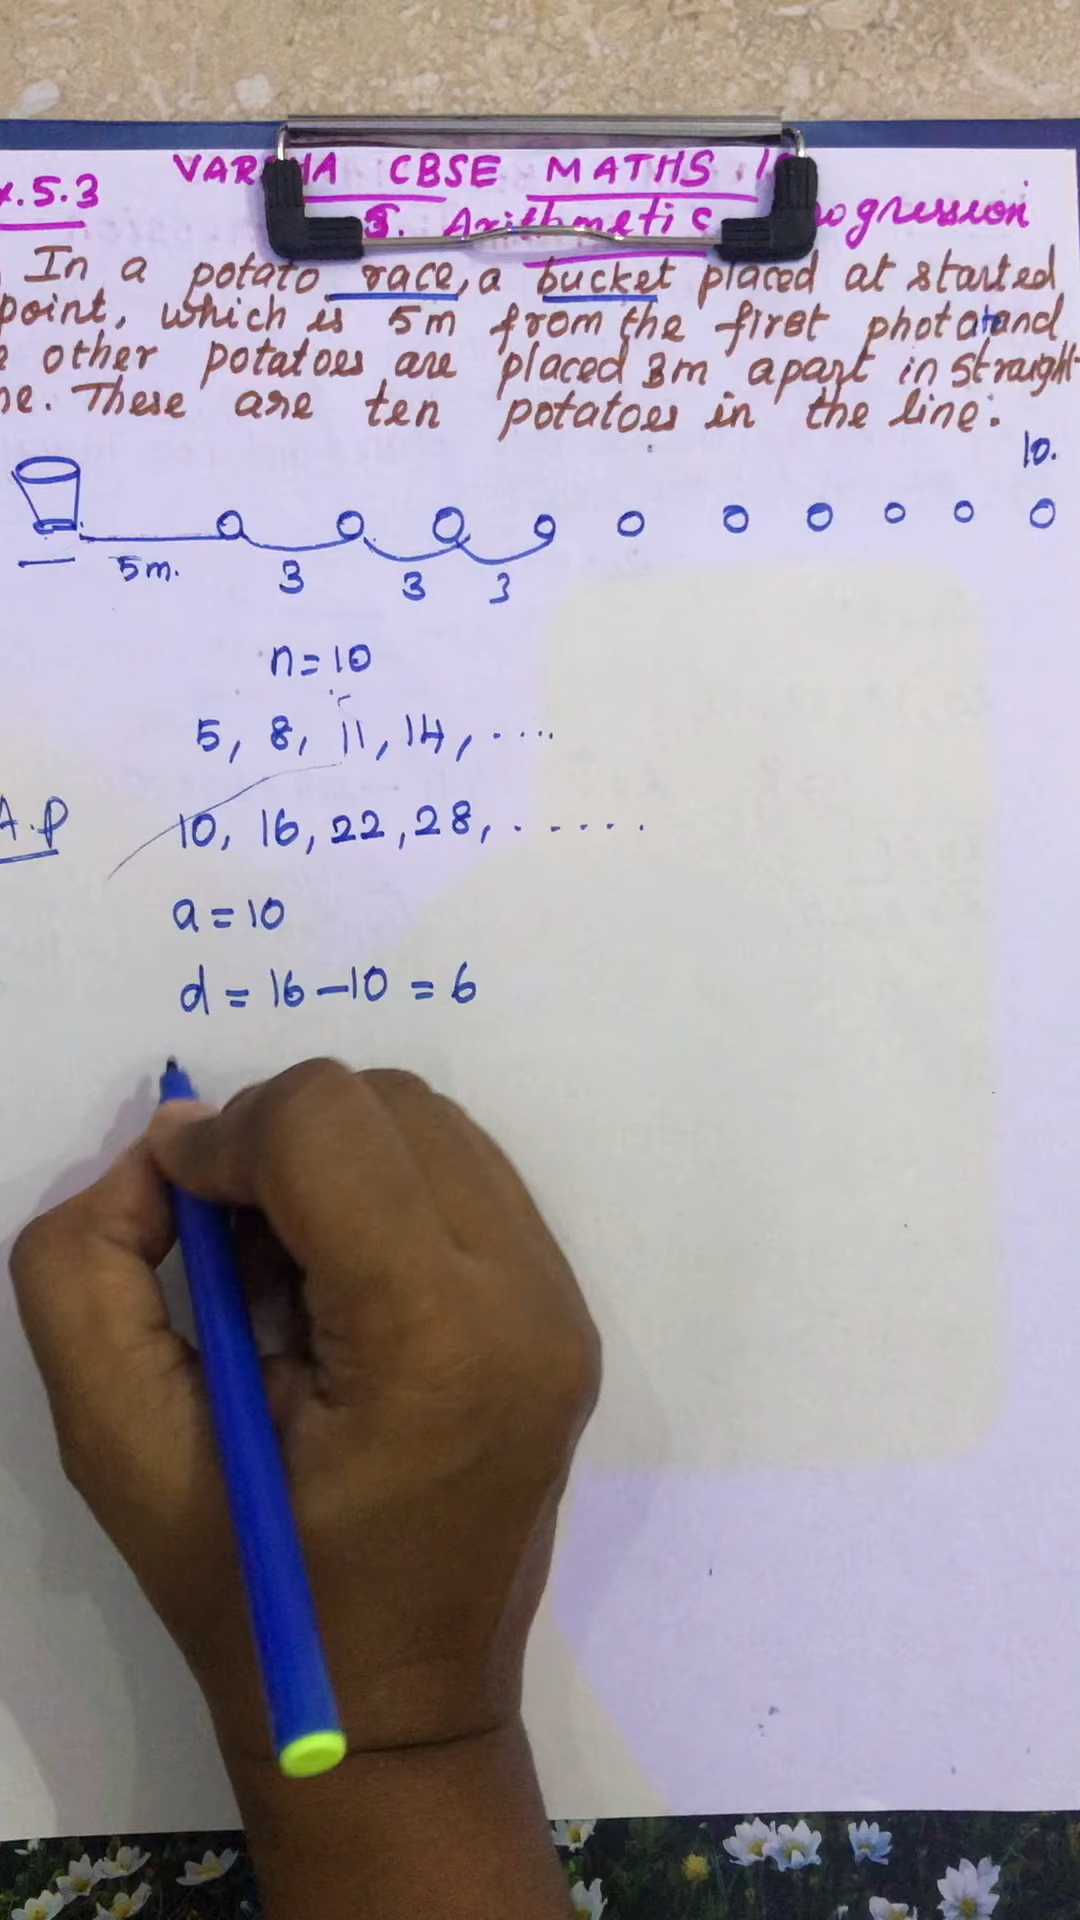 CBSE MATHS
x.5.3
5. Arithmetic
In a potato race, a bucket placed at started
point, which is 5m from the first and
other potatoes are placed 3m apart in straight
These are ten potatoes in the line.
10.
5m. 3 3 3
n=10
5, 8, 11, 14, ....
A.P 10, 16, 22, 28, ......
a = 10
d = 16 - 10 = 6